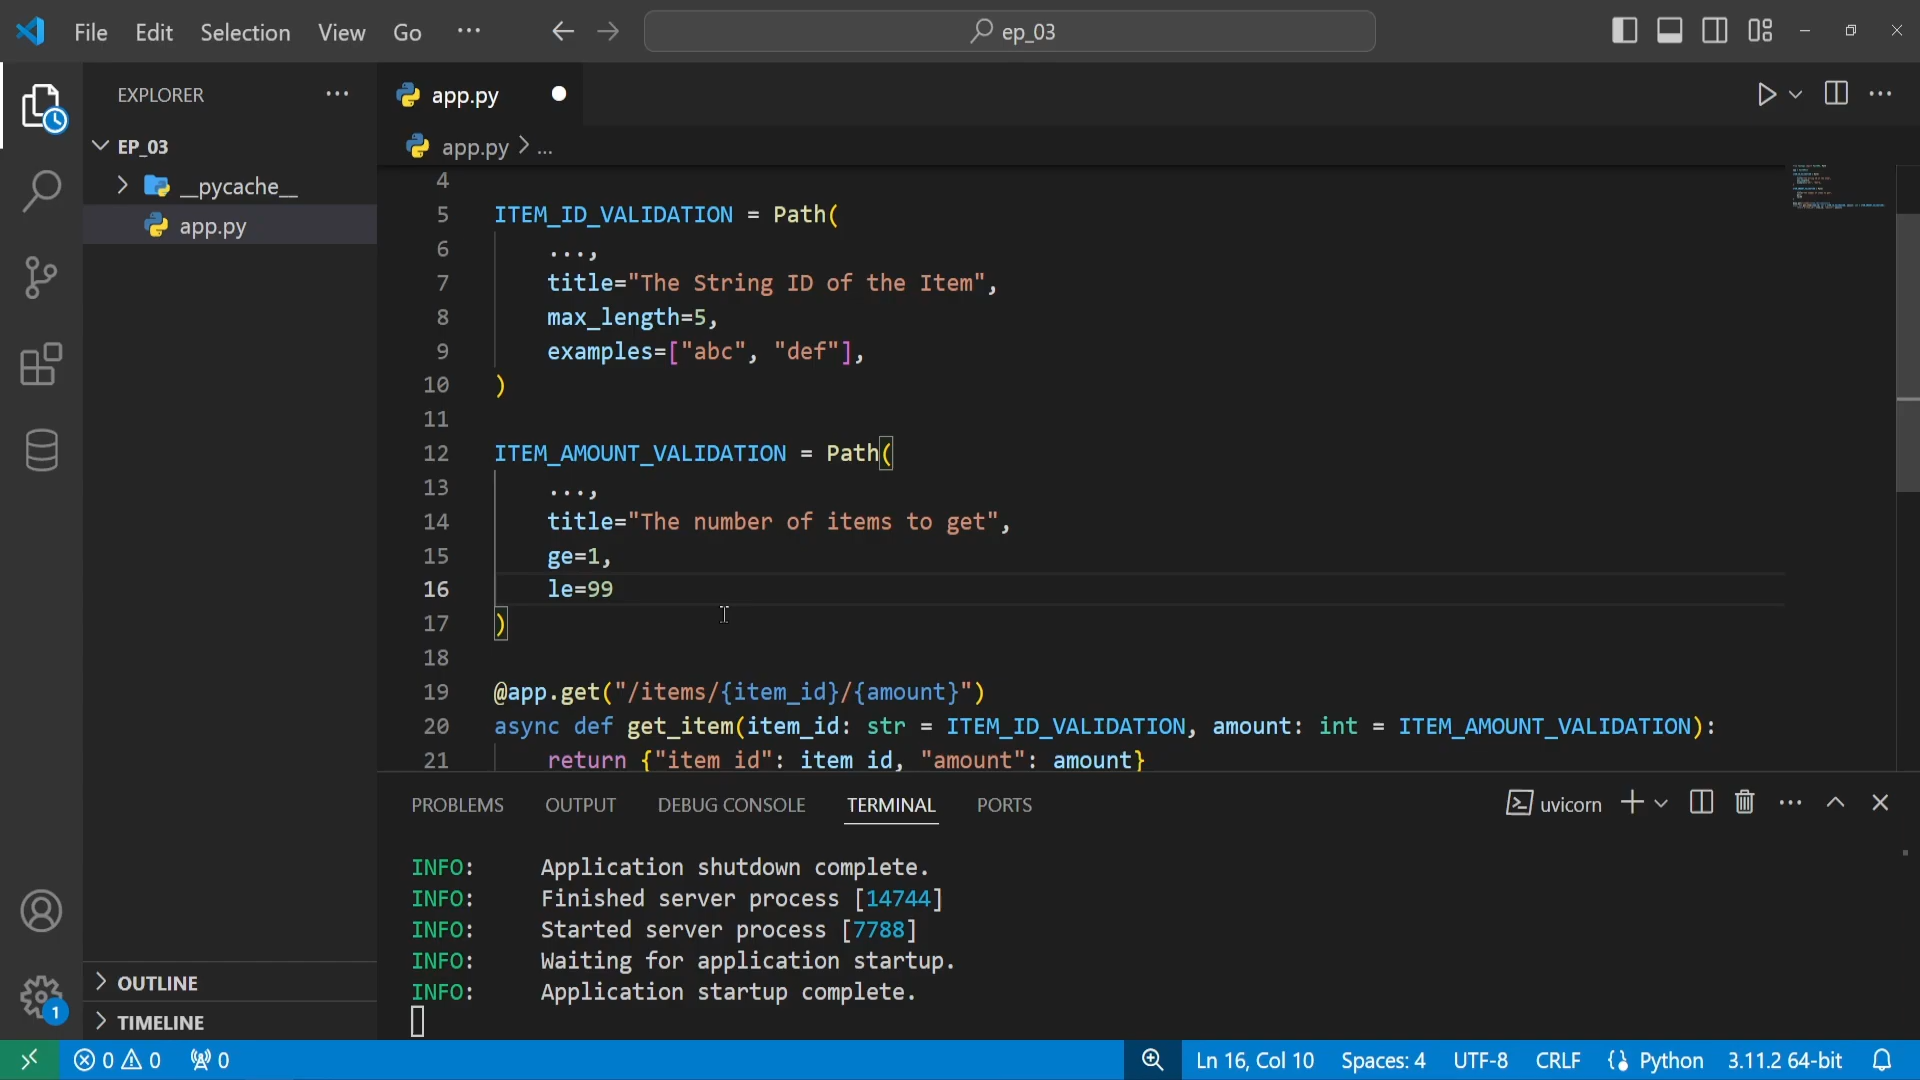 File Edit Selection View Go ···
ep_03
EXPLORER ···
EP_03
__pycache__
app.py
app.py
app.py > ...
4
5 ITEM_ID_VALIDATION = Path(
6 ...,
7 title="The String ID of the Item",
8 max_length=5,
9 examples=["abc", "def"],
10 )
11
12 ITEM_AMOUNT_VALIDATION = Path(
13 ...,
14 title="The number of items to get",
15 ge=1,
16 le=99
17 )
18
19 @app.get("/items/{item_id}/{amount}")
20 async def get_item(item_id: str = ITEM_ID_VALIDATION, amount: int = ITEM_AMOUNT_VALIDATION):
21 return {"item_id": item_id, "amount": amount}
PROBLEMS OUTPUT DEBUG CONSOLE TERMINAL PORTS
uvicorn
INFO: Application shutdown complete.
INFO: Finished server process [14744]
INFO: Started server process [7788]
INFO: Waiting for application startup.
INFO: Application startup complete.
OUTLINE
1
TIMELINE
0 0 0 Ln 16, Col 10 Spaces: 4 UTF-8 CRLF Python 3.11.2 64-bit